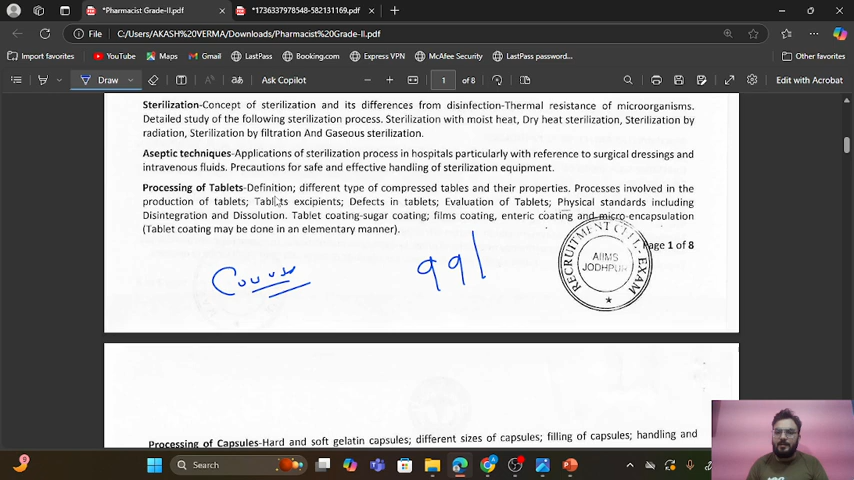 *Pharmacist Grade-II.pdf
*1736337978548-582131169.pdf
File
C:/Users/AKASH VERMA/Downloads/Pharmacist%20Grade-II.pdf
Import favorites
YouTube
Maps
Gmail
LastPass
Booking.com
Express VPN
McAfee Security
LastPass password...
Other favorites
Draw
Ask Copilot
1 of 8
Edit with Acrobat
Sterilization-Concept of sterilization and its differences from disinfection-Thermal resistance of microorganisms.
Detailed study of the following sterilization process. Sterilization with moist heat, Dry heat sterilization, Sterilization by
radiation, Sterilization by filtration And Gaseous sterilization.
Aseptic techniques-Applications of sterilization process in hospitals particularly with reference to surgical dressings and
intravenous fluids. Precautions for safe and effective handling of sterilization equipment.
Processing of Tablets-Definition; different type of compressed tables and their properties. Processes involved in the
production of tablets; Tablets excipients; Defects in tablets; Evaluation of Tablets; Physical standards including
Disintegration and Dissolution. Tablet coating-sugar coating; films coating, enteric coating and micro-encapsulation
(Tablet coating may be done in an elementary manner).
Page 1 of 8
RECRUITMENT CELL-EXAM
AIIMS
JODHPUR
991
Processing of Capsules-Hard and soft gelatin capsules; different sizes of capsules; filling of capsules; handling and
9
Search